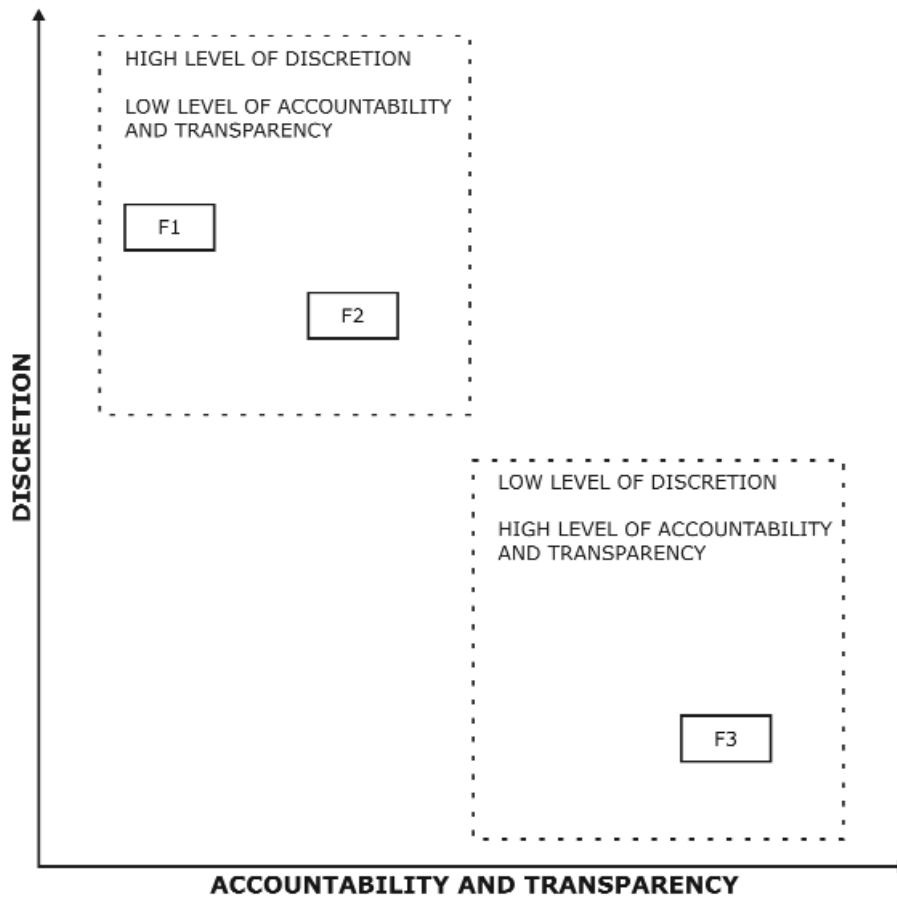 HIGH LEVEL OF DISCRETION
LOW LEVEL OF ACCOUNTABILITY
AND TRANSPARENCY
F1
F2
DISCRETION
LOW LEVEL OF DISCRETION
HIGH LEVEL OF ACCOUNTABILITY
AND TRANSPARENCY
F3
ACCOUNTABILITY AND TRANSPARENCY